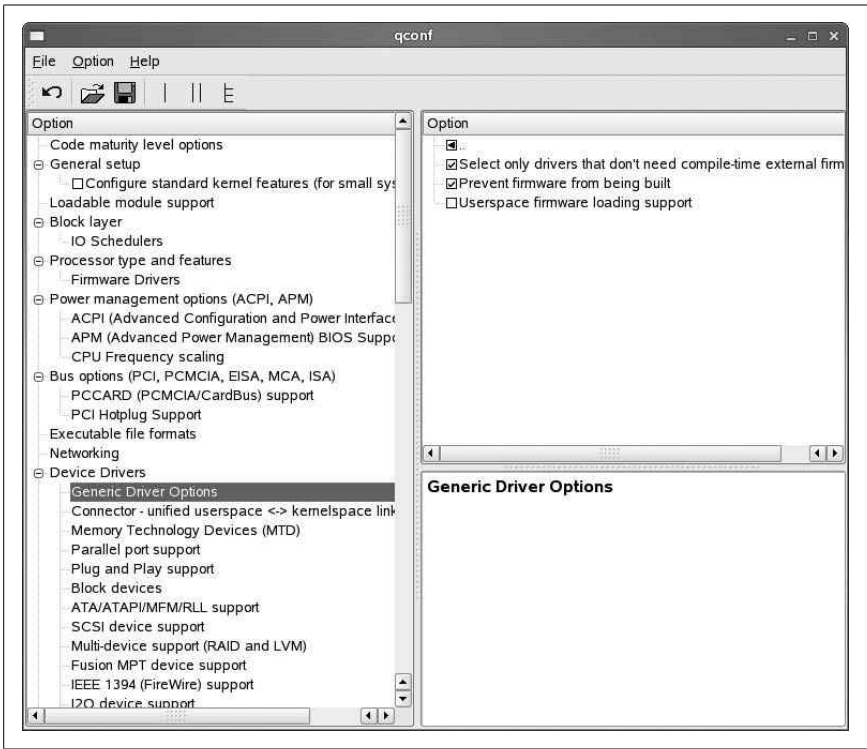 qconf
File Option Help
Option
Code maturity level options
General setup
Configure standard kernel features (for small sys
Loadable module support
Block layer
IO Schedulers
Processor type and features
Firmware Drivers
Power management options (ACPI, APM)
ACPI (Advanced Configuration and Power Interface
APM (Advanced Power Management) BIOS Suppo
CPU Frequency scaling
Bus options (PCI, PCMCIA, EISA, MCA, ISA)
PCCARD (PCMCIA/CardBus) support
PCI Hotplug Support
Executable file formats
Networking
Device Drivers
Generic Driver Options
Connector - unified userspace <-> kernelspace link
Memory Technology Devices (MTD)
Parallel port support
Plug and Play support
Block devices
ATA/ATAPI/MFM/RLL support
SCSI device support
Multi-device support (RAID and LVM)
Fusion MPT device support
IEEE 1394 (FireWire) support
I2O device support
Option
..
Select only drivers that don't need compile-time external firm
Prevent firmware from being built
Userspace firmware loading support
Generic Driver Options